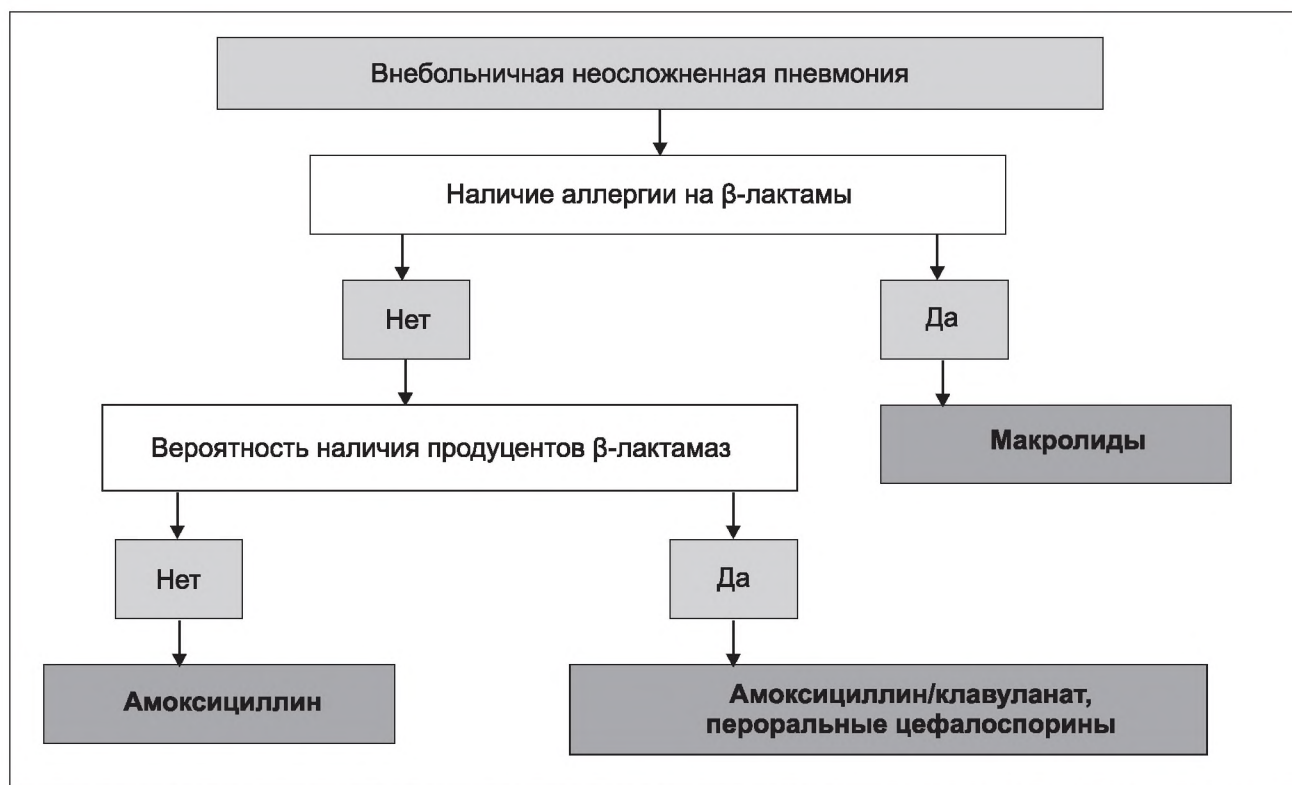 Внебольничная неосложненная пневмония
Наличие аллергии на β-лактамы
Нет
Да
Вероятность наличия продуцентов β-лактамаз
Макролиды
Нет
Да
Амоксициллин
Амоксициллин/клавуланат,
пероральные цефалоспорины